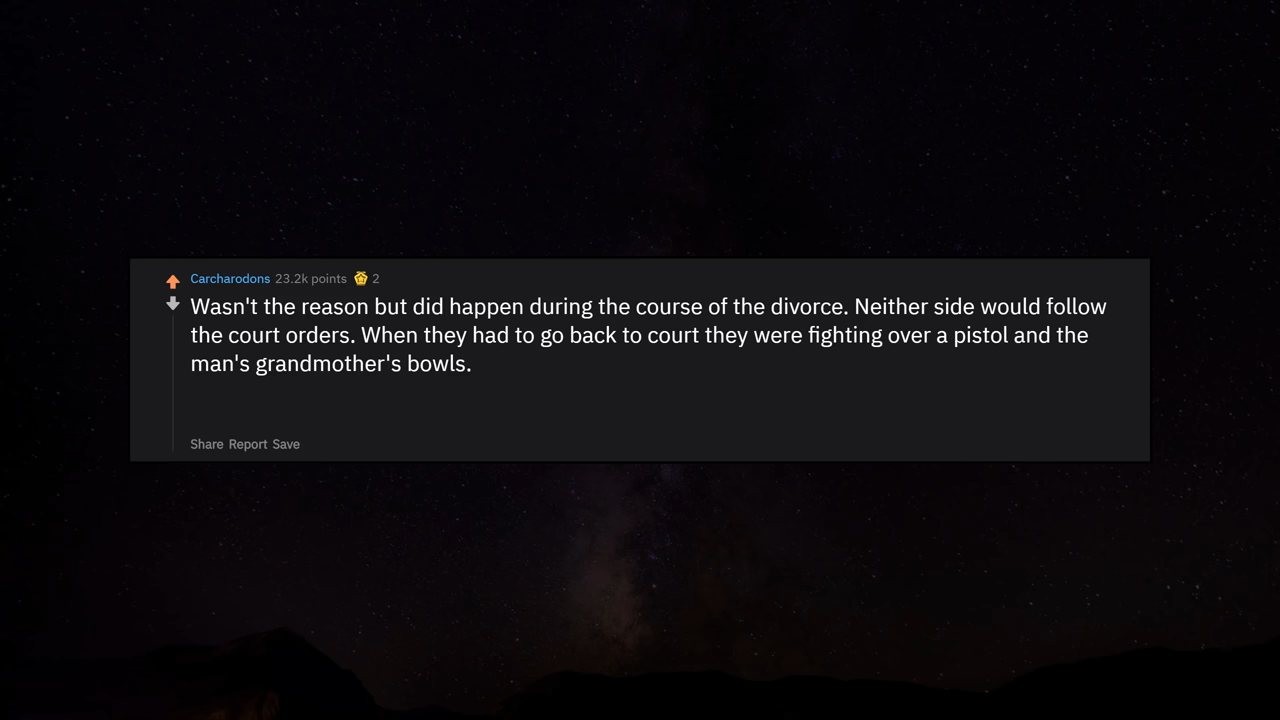 Carcharodons 23.2k points 2
Wasn't the reason but did happen during the course of the divorce. Neither side would follow
the court orders. When they had to go back to court they were fighting over a pistol and the
man's grandmother's bowls.
Share Report Save